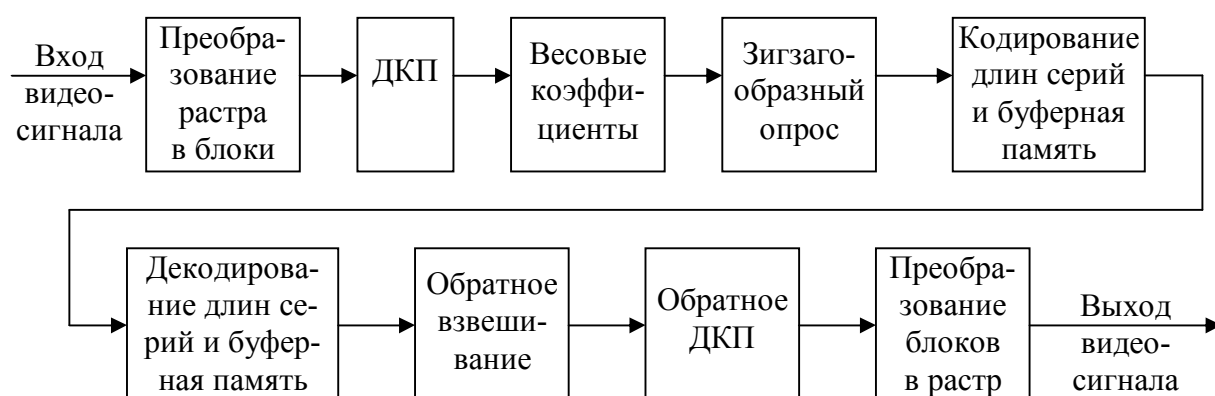 Вход
видео-
сигнала
Преобра-
зование
растра
в блоки
ДКП
Весовые
коэффи-
циенты
Зигзаго-
образный
опрос
Кодирование
длин серий
и буферная
память
Декодирова-
ние длин се-
рий и буфер-
ная память
Обратное
взвеши-
вание
Обратное
ДКП
Преобра-
зование
блоков
в растр
Выход
видео-
сигнала